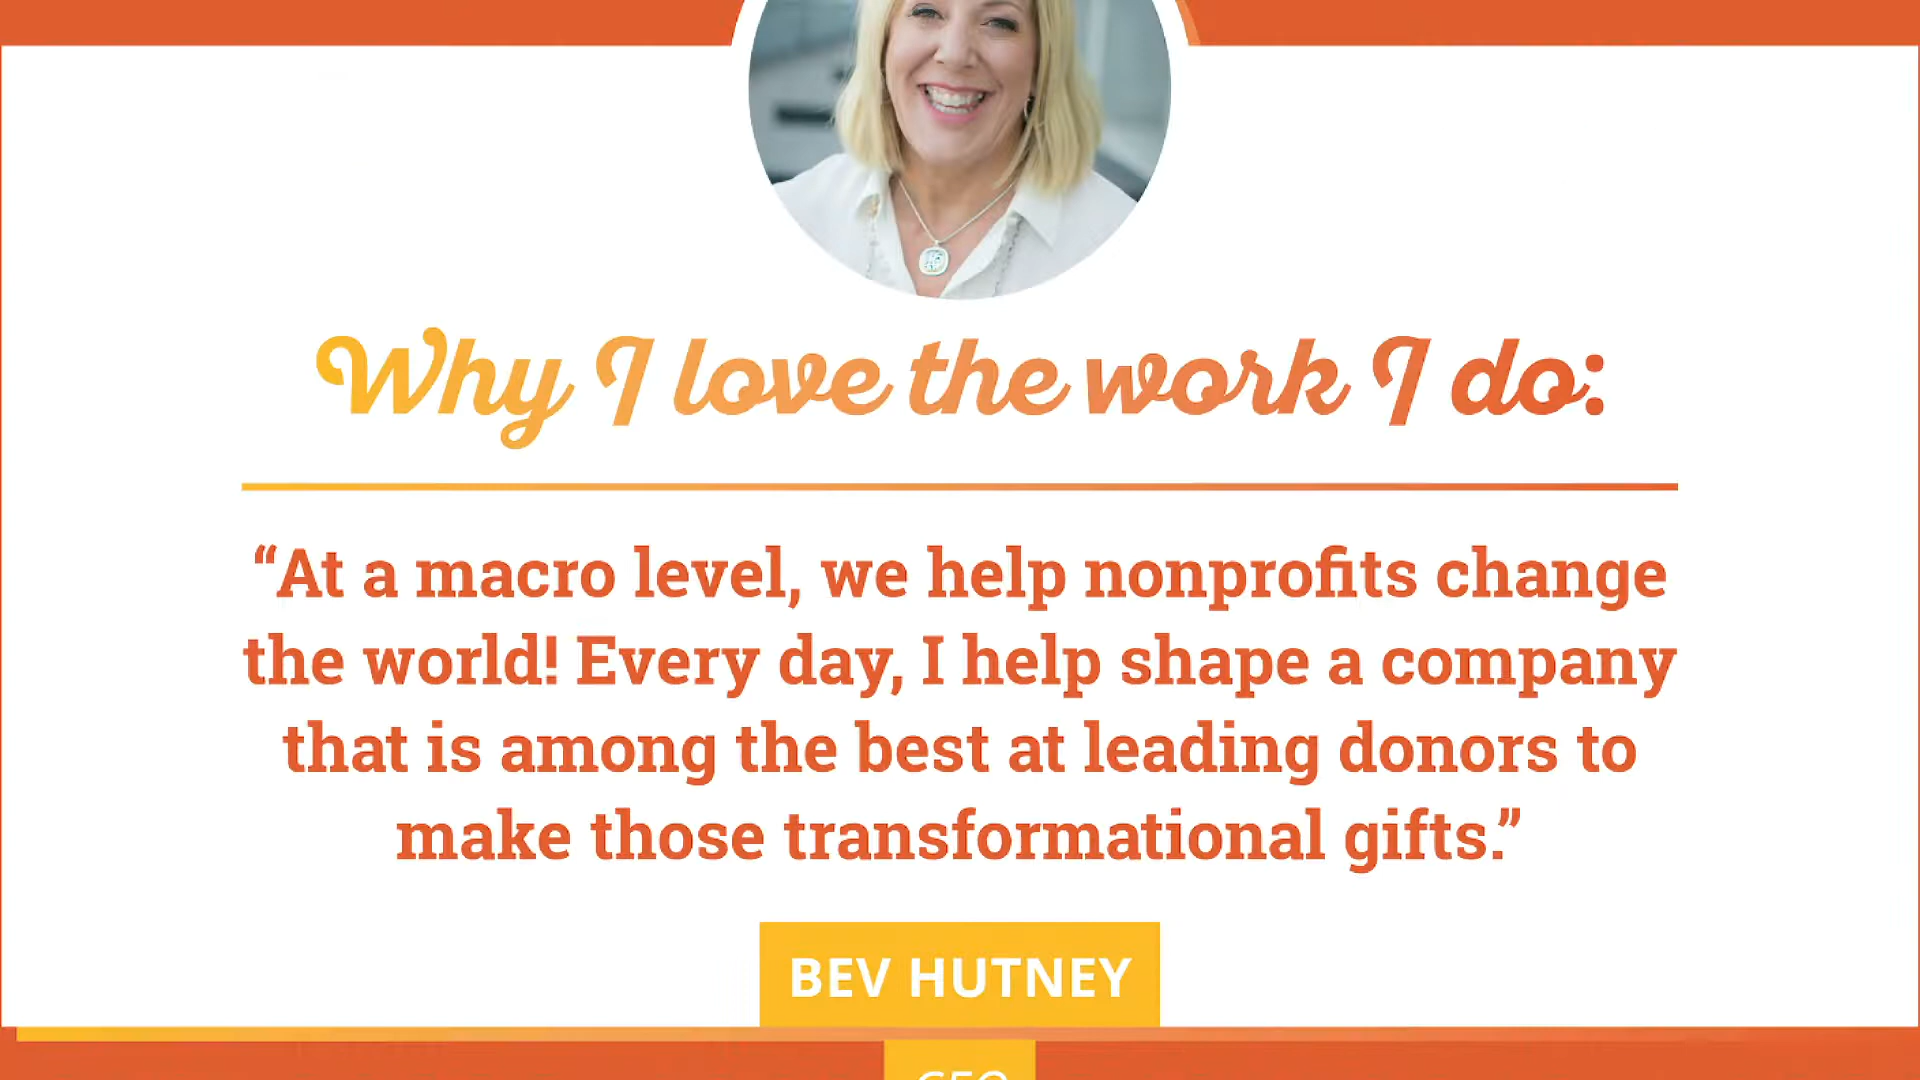 Why I love the work I do:
“At a macro level, we help nonprofits change
the world! Every day, I help shape a company
that is among the best at leading donors to
make those transformational gifts.”
BEV HUTNEY
CEO